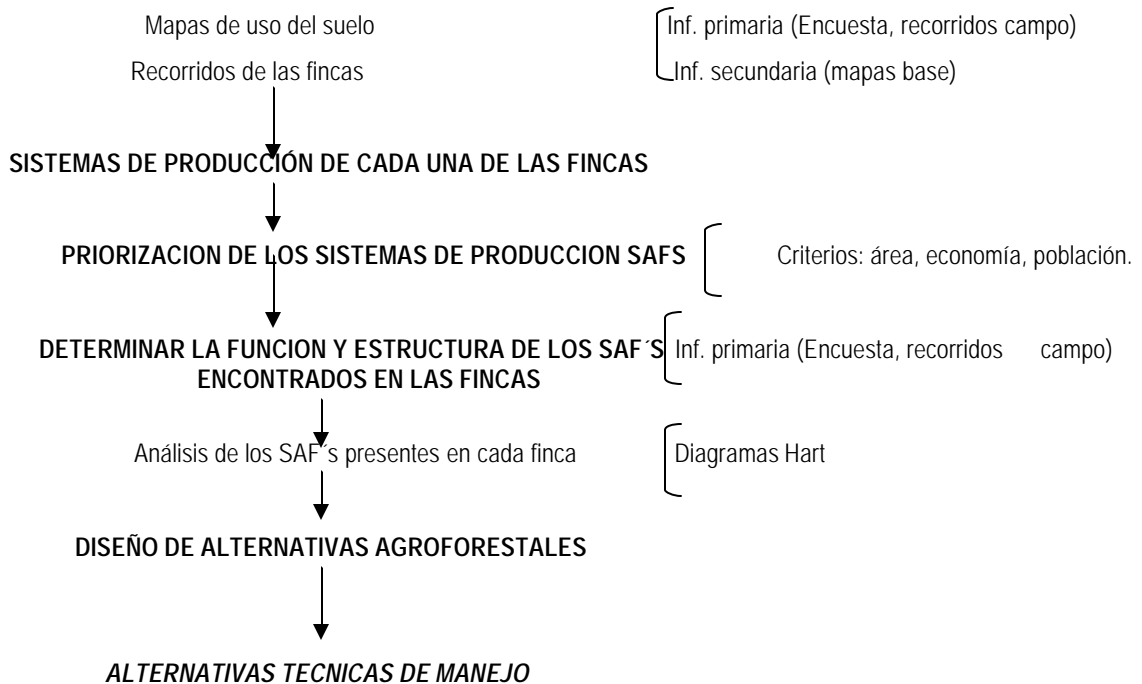 Mapas de uso del suelo
Inf. primaria (Encuesta, recorridos campo)
Recorridos de las fincas
Inf. secundaria (mapas base)
SISTEMAS DE PRODUCCIÓN DE CADA UNA DE LAS FINCAS
PRIORIZACION DE LOS SISTEMAS DE PRODUCCION SAFS
Criterios: área, economía, población.
DETERMINAR LA FUNCION Y ESTRUCTURA DE LOS SAF´S
ENCONTRADOS EN LAS FINCAS
Inf. primaria (Encuesta, recorridos campo)
Análisis de los SAF´s presentes en cada finca
Diagramas Hart
DISEÑO DE ALTERNATIVAS AGROFORESTALES
ALTERNATIVAS TECNICAS DE MANEJO